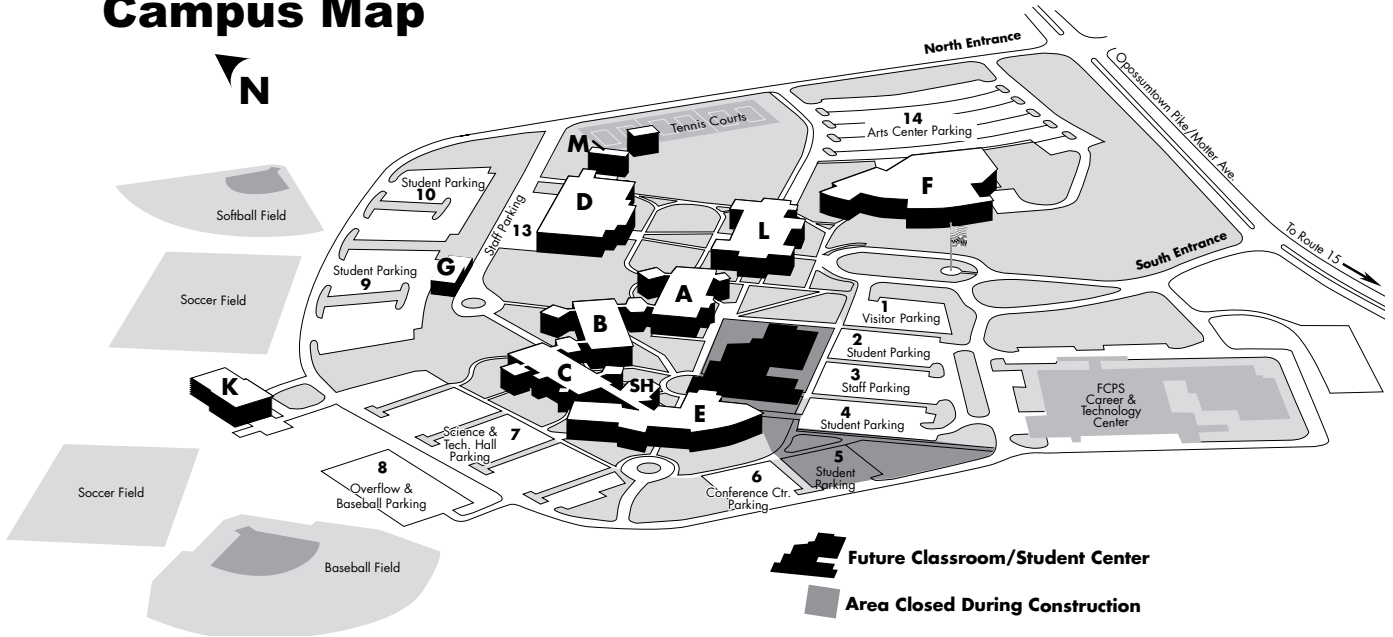 Campus Map
N
North Entrance
Opossumtown Pike/Motter Ave.
14
Arts Center Parking
Tennis Courts
M
Student Parking
10
Softball Field
D
F
Staff Parking
13
L
South Entrance
To Route 15
G
Student Parking
9
Soccer Field
A
1
Visitor Parking
B
2
Student Parking
C
SH
3
Staff Parking
K
E
4
Student Parking
FCPS
Career &
Technology
Center
Science &
Tech. Hall
Parking
7
8
Overflow &
Baseball Parking
5
Student
Parking
6
Conference Ctr.
Parking
Soccer Field
Baseball Field
Future Classroom/Student Center
Area Closed During Construction